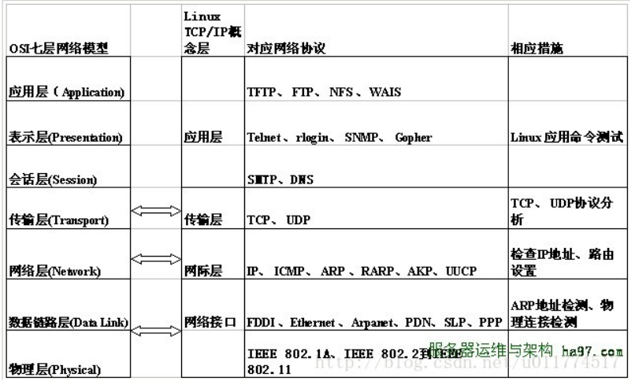 OSI七层网络模型
Linux TCP/IP概念层
对应网络协议
相应措施
应用层（Application)
TFTP、 FTP、 NFS 、WAIS
表示层(Presentation)
应用层
Telnet 、rlogin、 SNMP、 Gopher
Linux 应用命令测试
会话层(Session)
SMTP、DNS
传输层(Transport)
传输层
TCP、 UDP
TCP、 UDP协议分析
网络层(Network)
网际层
IP、 ICMP、 ARP 、RARP、AKP、UUCP
检查IP地址、路由设置
数据链路层(Data Link)
网络接口
FDDI 、Ethernet 、Arpanet、PDN、SLP 、PPP
ARP地址检测、物理连接检测
物理层(Physical)
IEEE 802.1A、IEEE 802.2到IEEE 802.11
服务器运维与架构 ha97.com
http://blog.csdn.net/u011774517